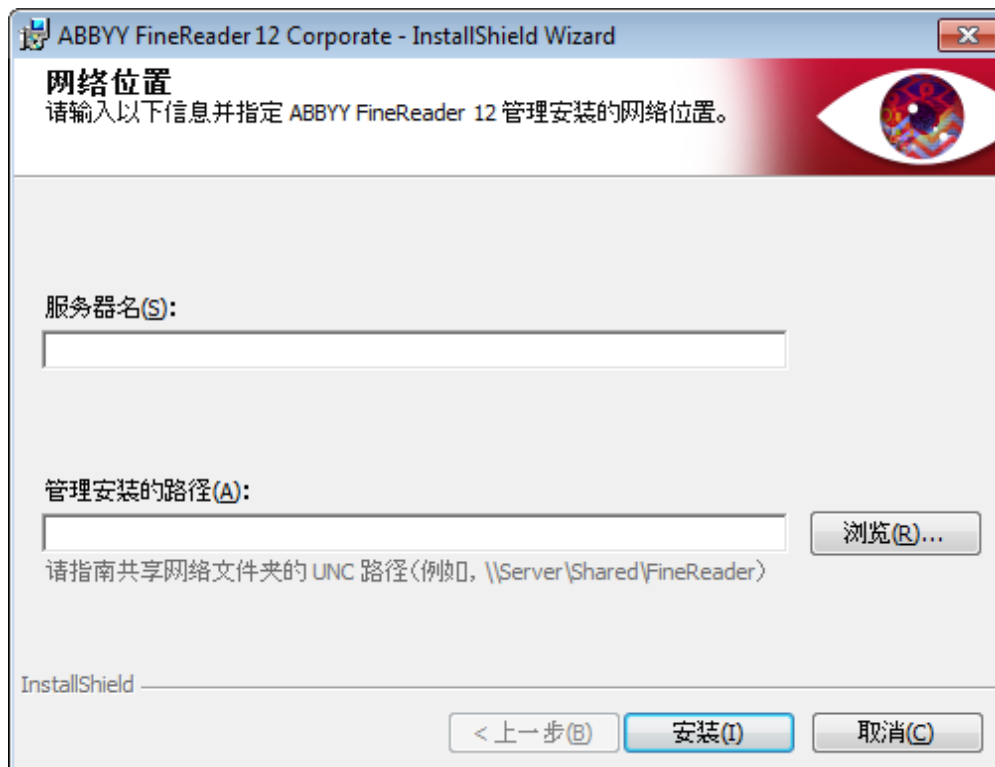 ABBYY FineReader 12 Corporate - InstallShield Wizard
网络位置
请输入以下信息并指定 ABBYY FineReader 12 管理安装的网络位置。
服务器名(S):
管理安装的路径(A):
浏览(R)...
请指南共享网络文件夹的 UNC 路径(例如, \\Server\Shared\FineReader)
InstallShield
< 上一步(B)
安装(I)
取消(C)